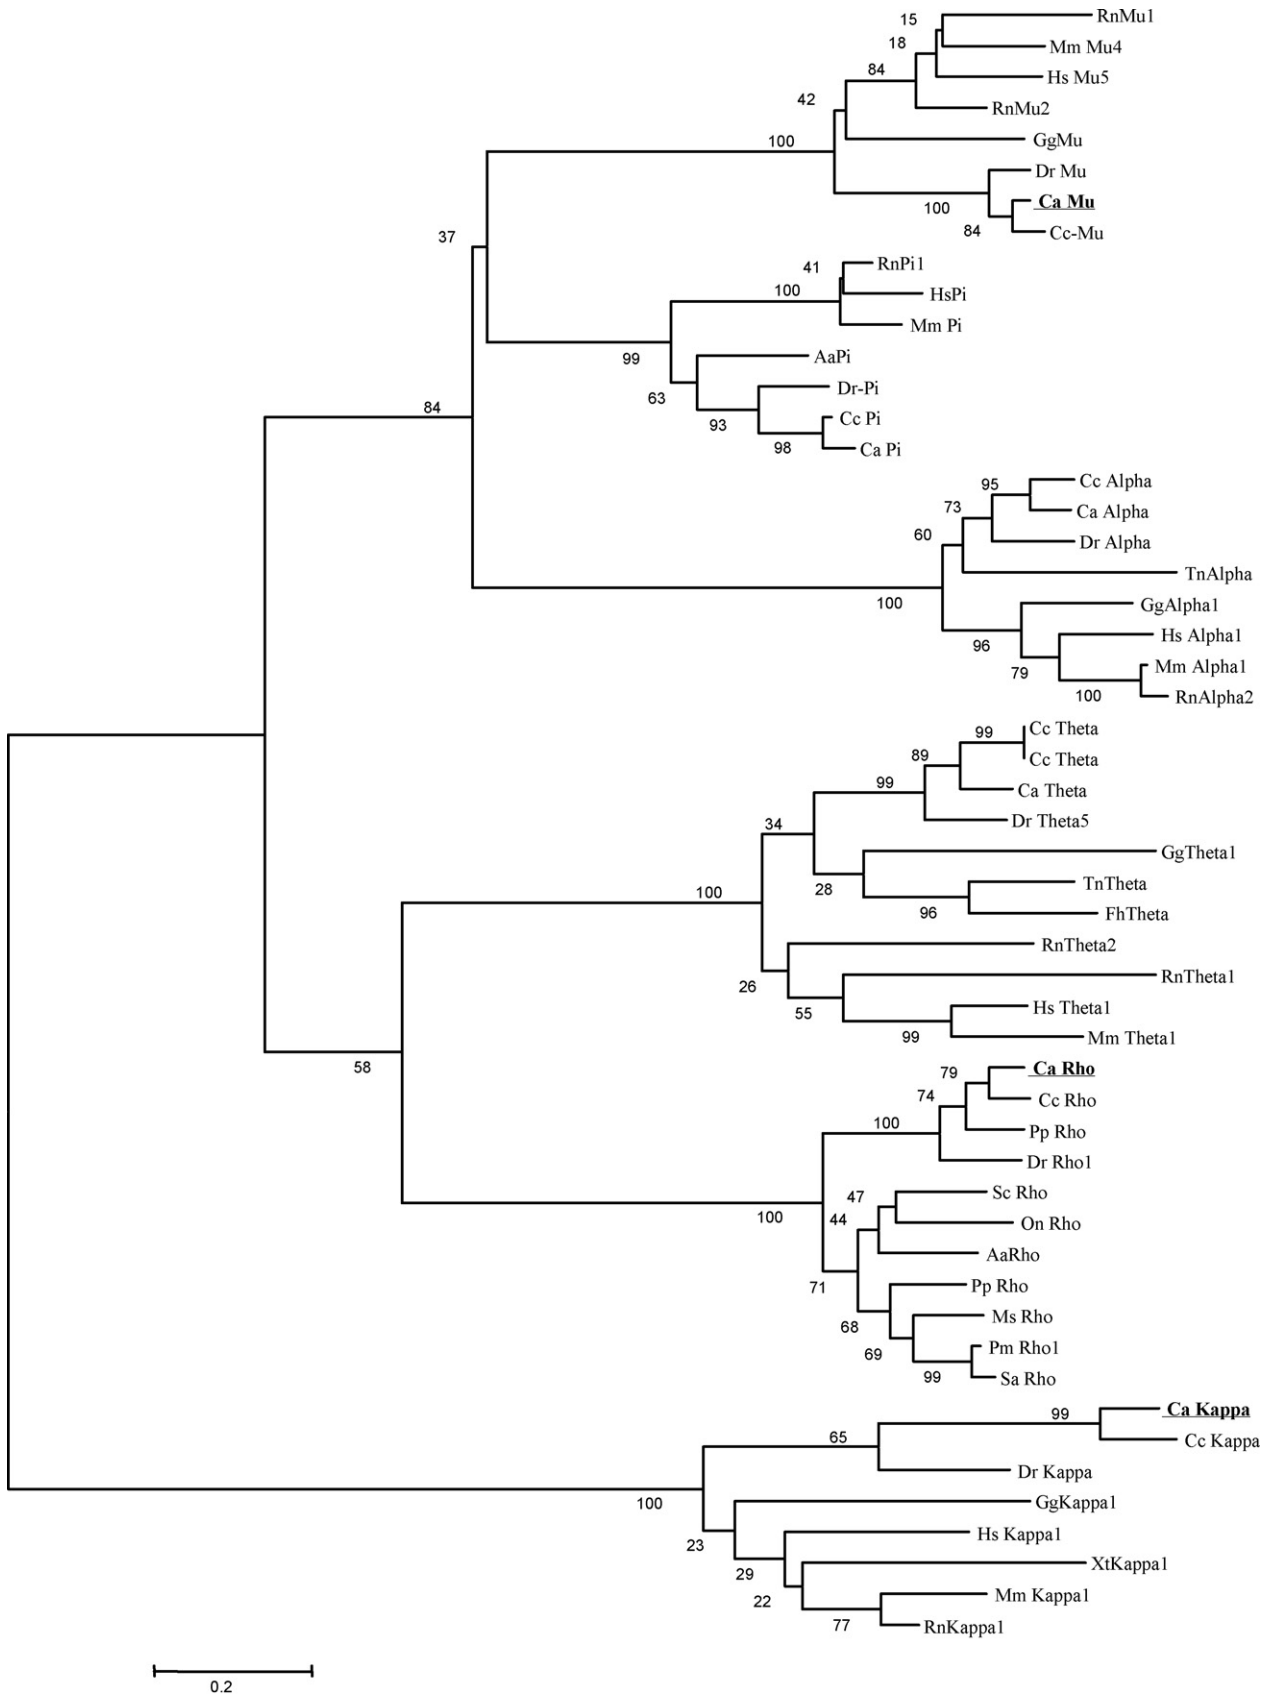 15
RnMu1
18
Mm Mu4
84
Hs Mu5
42
RnMu2
100
GgMu
Dr Mu
100
Ca Mu
84
Cc-Mu
37
41
RnPi1
100
HsPi
Mm Pi
99
AaPi
63
Dr-Pi
93
Cc Pi
98
Ca Pi
84
95
Cc Alpha
73
Ca Alpha
60
Dr Alpha
TnAlpha
100
GgAlpha1
96
Hs Alpha1
79
Mm Alpha1
100
RnAlpha2
99
Cc Theta
89
Cc Theta
99
Ca Theta
34
Dr Theta5
GgTheta1
28
TnTheta
96
FhTheta
100
RnTheta2
26
RnTheta1
55
Hs Theta1
99
Mm Theta1
58
79
Ca Rho
74
Cc Rho
100
Pp Rho
Dr Rho1
47
Sc Rho
100
44
On Rho
AaRho
71
Pp Rho
68
Ms Rho
69
Pm Rho1
99
Sa Rho
99
Ca Kappa
65
Cc Kappa
Dr Kappa
100
GgKappa1
23
Hs Kappa1
29
XtKappa1
22
Mm Kappa1
77
RnKappa1
0.2